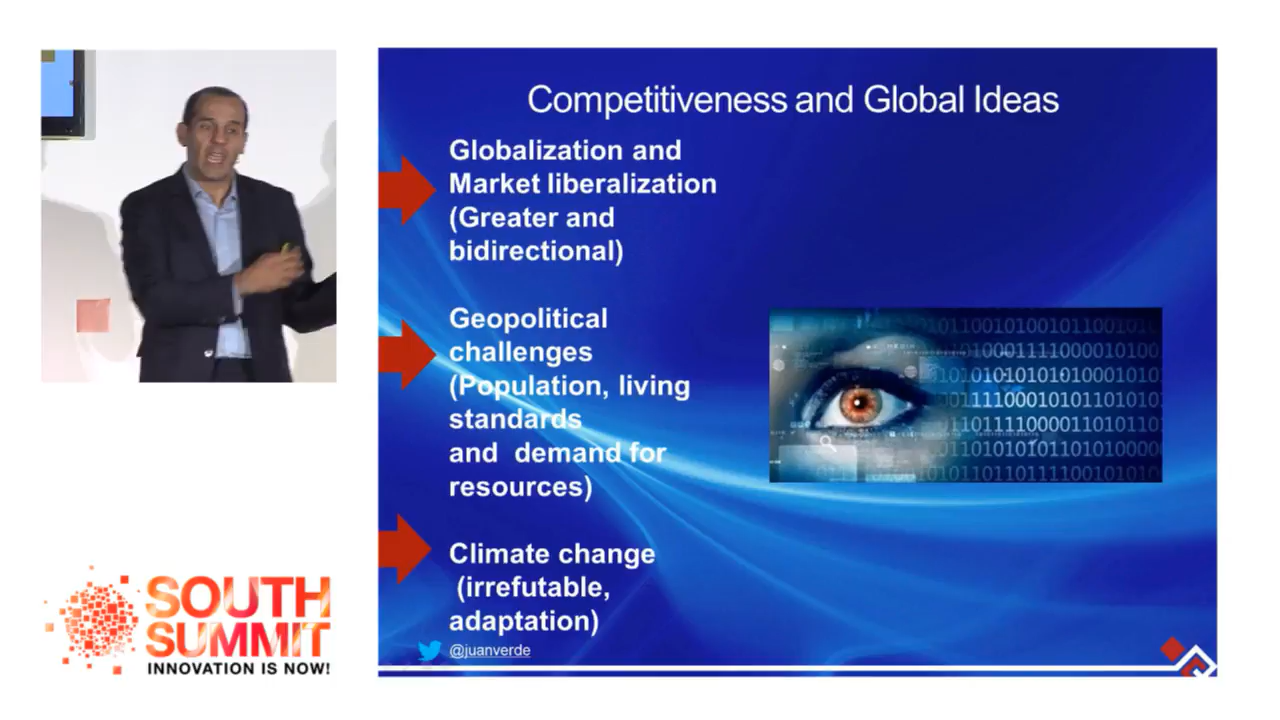 Competitiveness and Global Ideas
Globalization and
Market liberalization
(Greater and
bidirectional)
Geopolitical
challenges
(Population, living
standards
and demand for
resources)
Climate change
(irrefutable,
adaptation)
@juanverde
SOUTH
SUMMIT
INNOVATION IS NOW!